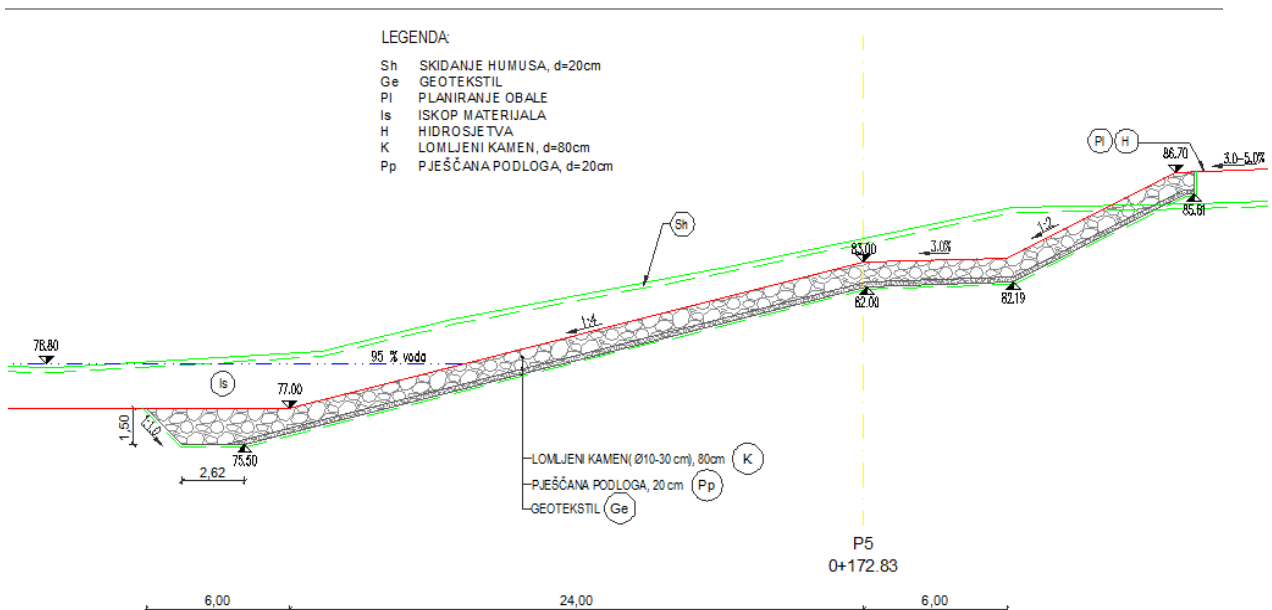 LEGENDA:
Sh SKIDANJE HUMUSA, d=20cm
Ge GEOTEKSTIL
Pl PLANIRANJE OBALE
Is ISKOP MATERIJALA
H HIDROSJETVA
K LOMLJENI KAMEN, d=80cm
Pp PJEŠČANA PODLOGA, d=20cm
Pl H
86.70
3.0-5.0%
85.61
1:2
Sh
83.00
3.0%
82.00
82.19
1:4
78.80
95 % voda
Is
77.00
1,50
1:1.0
75.50
2,62
LOMLJENI KAMEN( Ø10-30 cm), 80cm K
PJEŠČANA PODLOGA, 20 cm Pp
GEOTEKSTIL Ge
P5
0+172.83
6,00 24,00 6,00